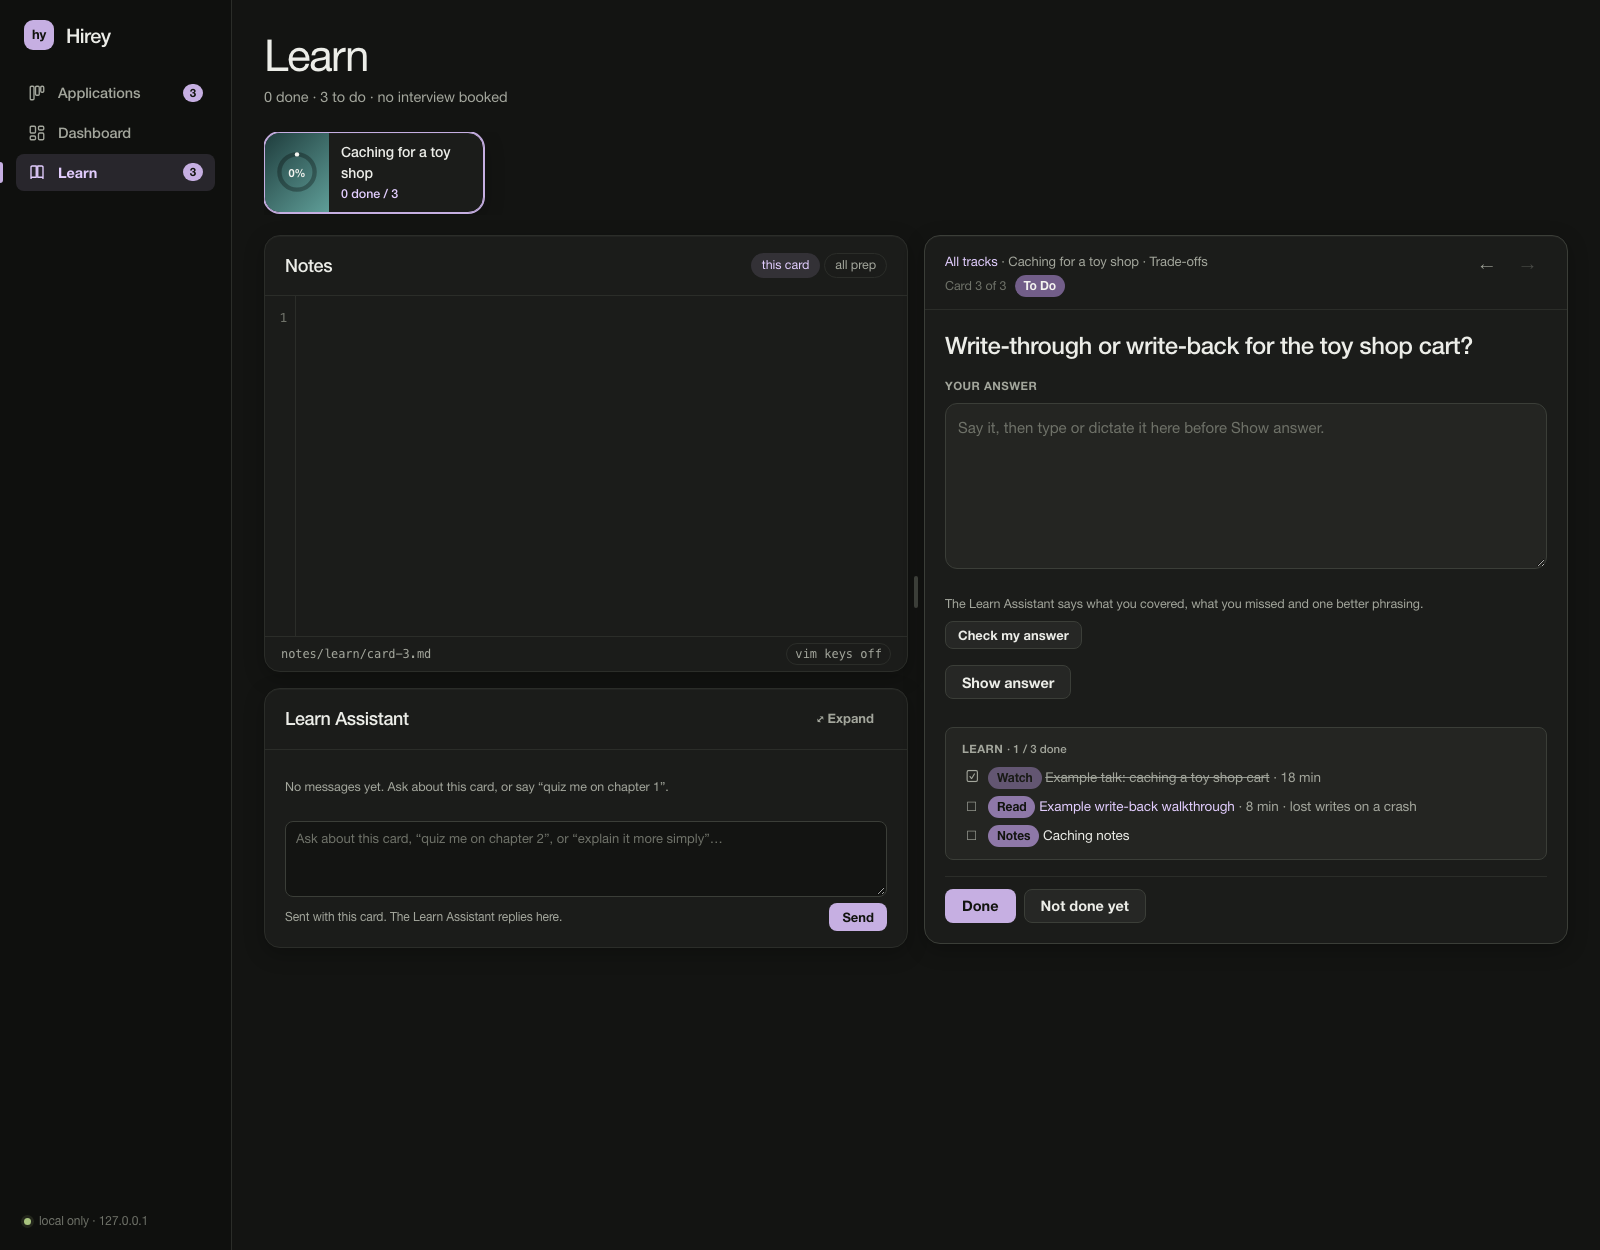 hy Hirey
Applications 3
Dashboard
Learn 3
local only · 127.0.0.1
Learn
0 done · 3 to do · no interview booked
0%
Caching for a toy
shop
0 done / 3
Notes
this card all prep
1
notes/learn/card-3.md vim keys off
Learn Assistant
⤢ Expand
No messages yet. Ask about this card, or say “quiz me on chapter 1”.
Ask about this card, “quiz me on chapter 2”, or “explain it more simply”…
Sent with this card. The Learn Assistant replies here. Send
All tracks · Caching for a toy shop · Trade-offs
← →
Card 3 of 3 To Do
Write-through or write-back for the toy shop cart?
YOUR ANSWER
Say it, then type or dictate it here before Show answer.
The Learn Assistant says what you covered, what you missed and one better phrasing.
Check my answer
Show answer
LEARN · 1 / 3 done
Watch Example talk: caching a toy shop cart · 18 min
Read Example write-back walkthrough · 8 min · lost writes on a crash
Notes Caching notes
Done Not done yet